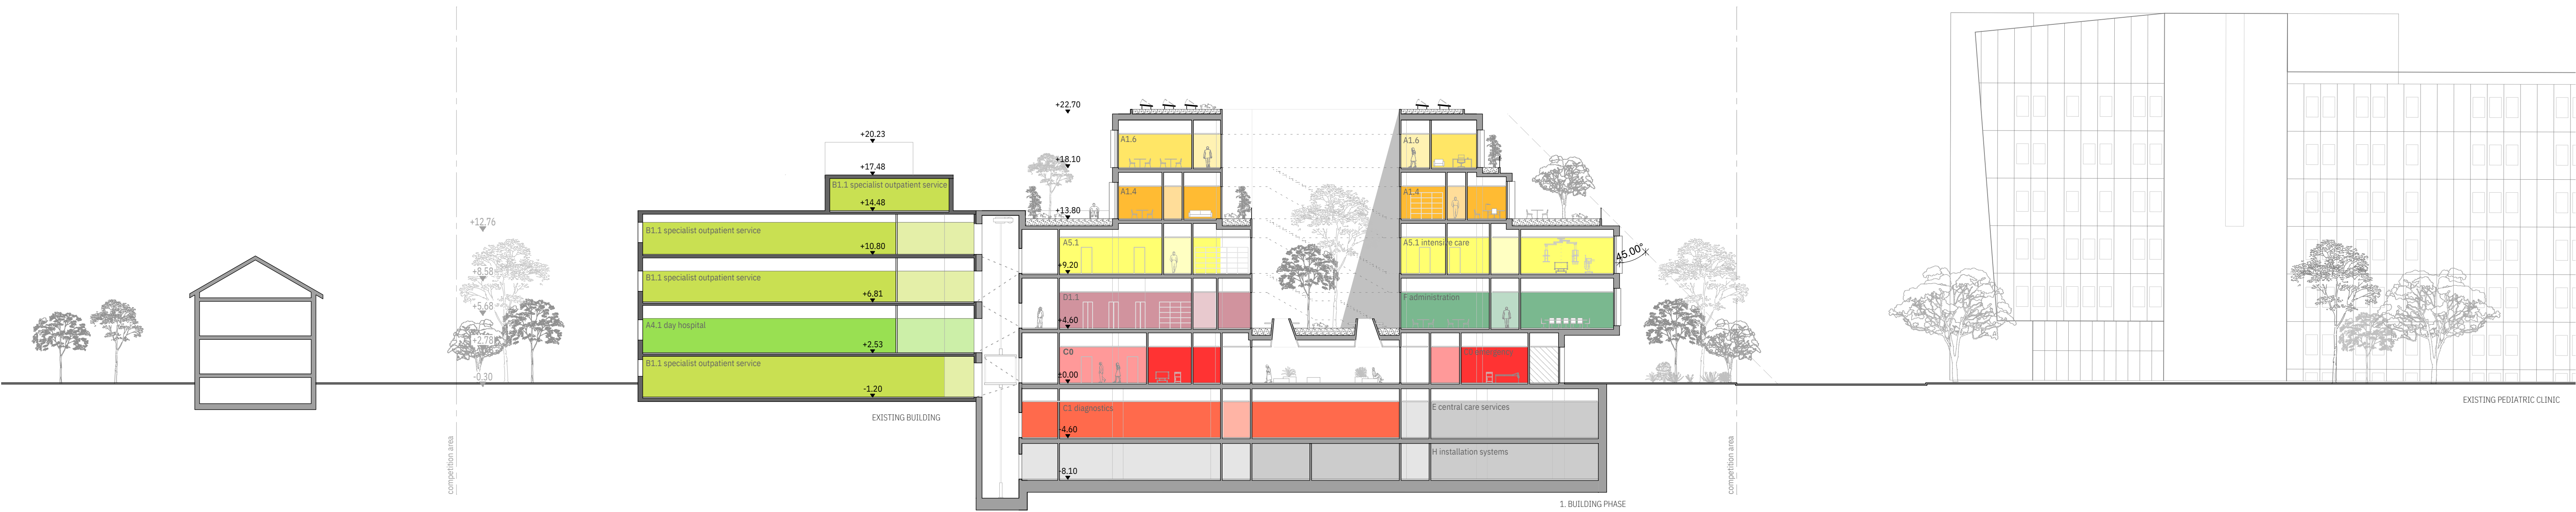 +22.70
+20.23
A1.6
A1.6
+18.10
+17.48
B1.1 specialist outpatient service
A1.4
A1.4
+14.48
+13.80
+12.76
B1.1 specialist outpatient service
A5.1
A5.1 intensive care
+10.80
45.00°
+9.20
+8.58
B1.1 specialist outpatient service
+6.81
D1.1
F administration
+5.68
+4.60
A4.1 day hospital
+2.78
+2.53
C0
B1.1 specialist outpatient service
-0.30
±0.00
-1.20
EXISTING PEDIATRIC CLINIC
C1 diagnostics
E central care services
EXISTING BUILDING
-4.60
H installation systems
-8.10
competition area
competition area
1. BUILDING PHASE